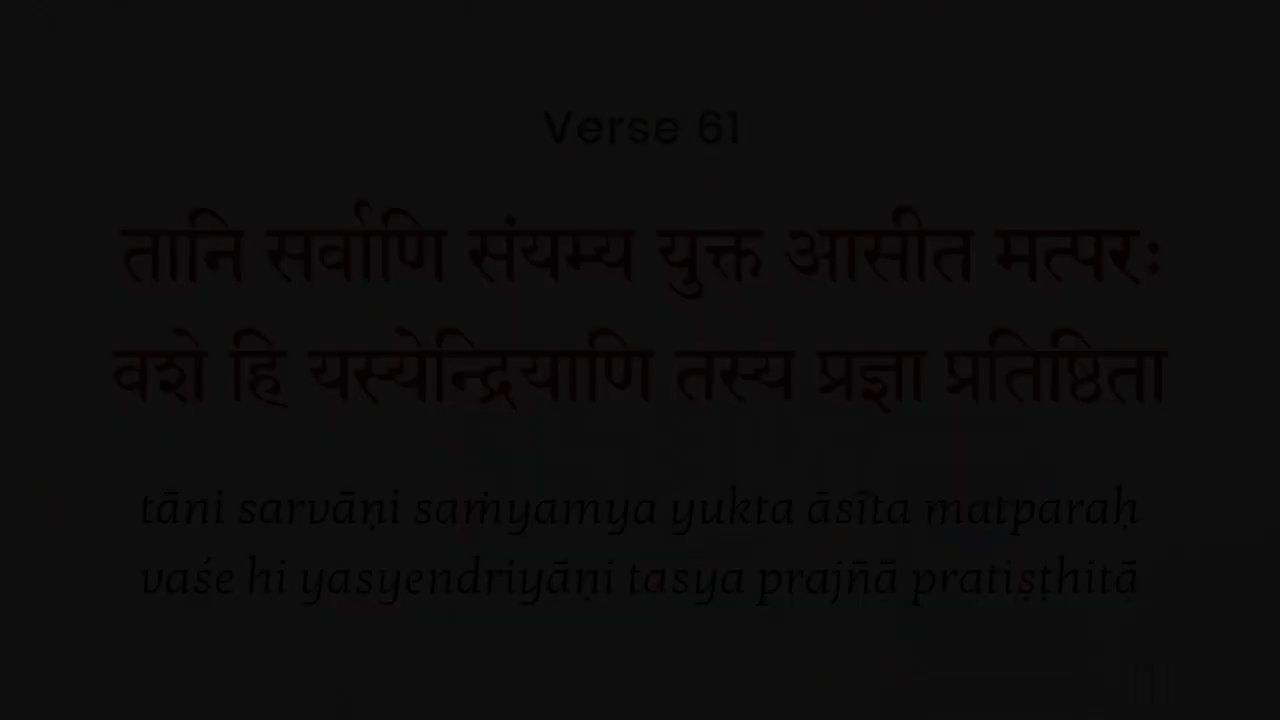 Verse 61
तानि सर्वाणि संयम्य युक्त आसीत मत्परः
वशे हि यस्येन्द्रियाणि तस्य प्रज्ञा प्रतिष्ठिता
tāni sarvāṇi saṁyamya yukta āsīta matparaḥ
vaśe hi yasyendriyāṇi tasya prajñā pratiṣṭhitā